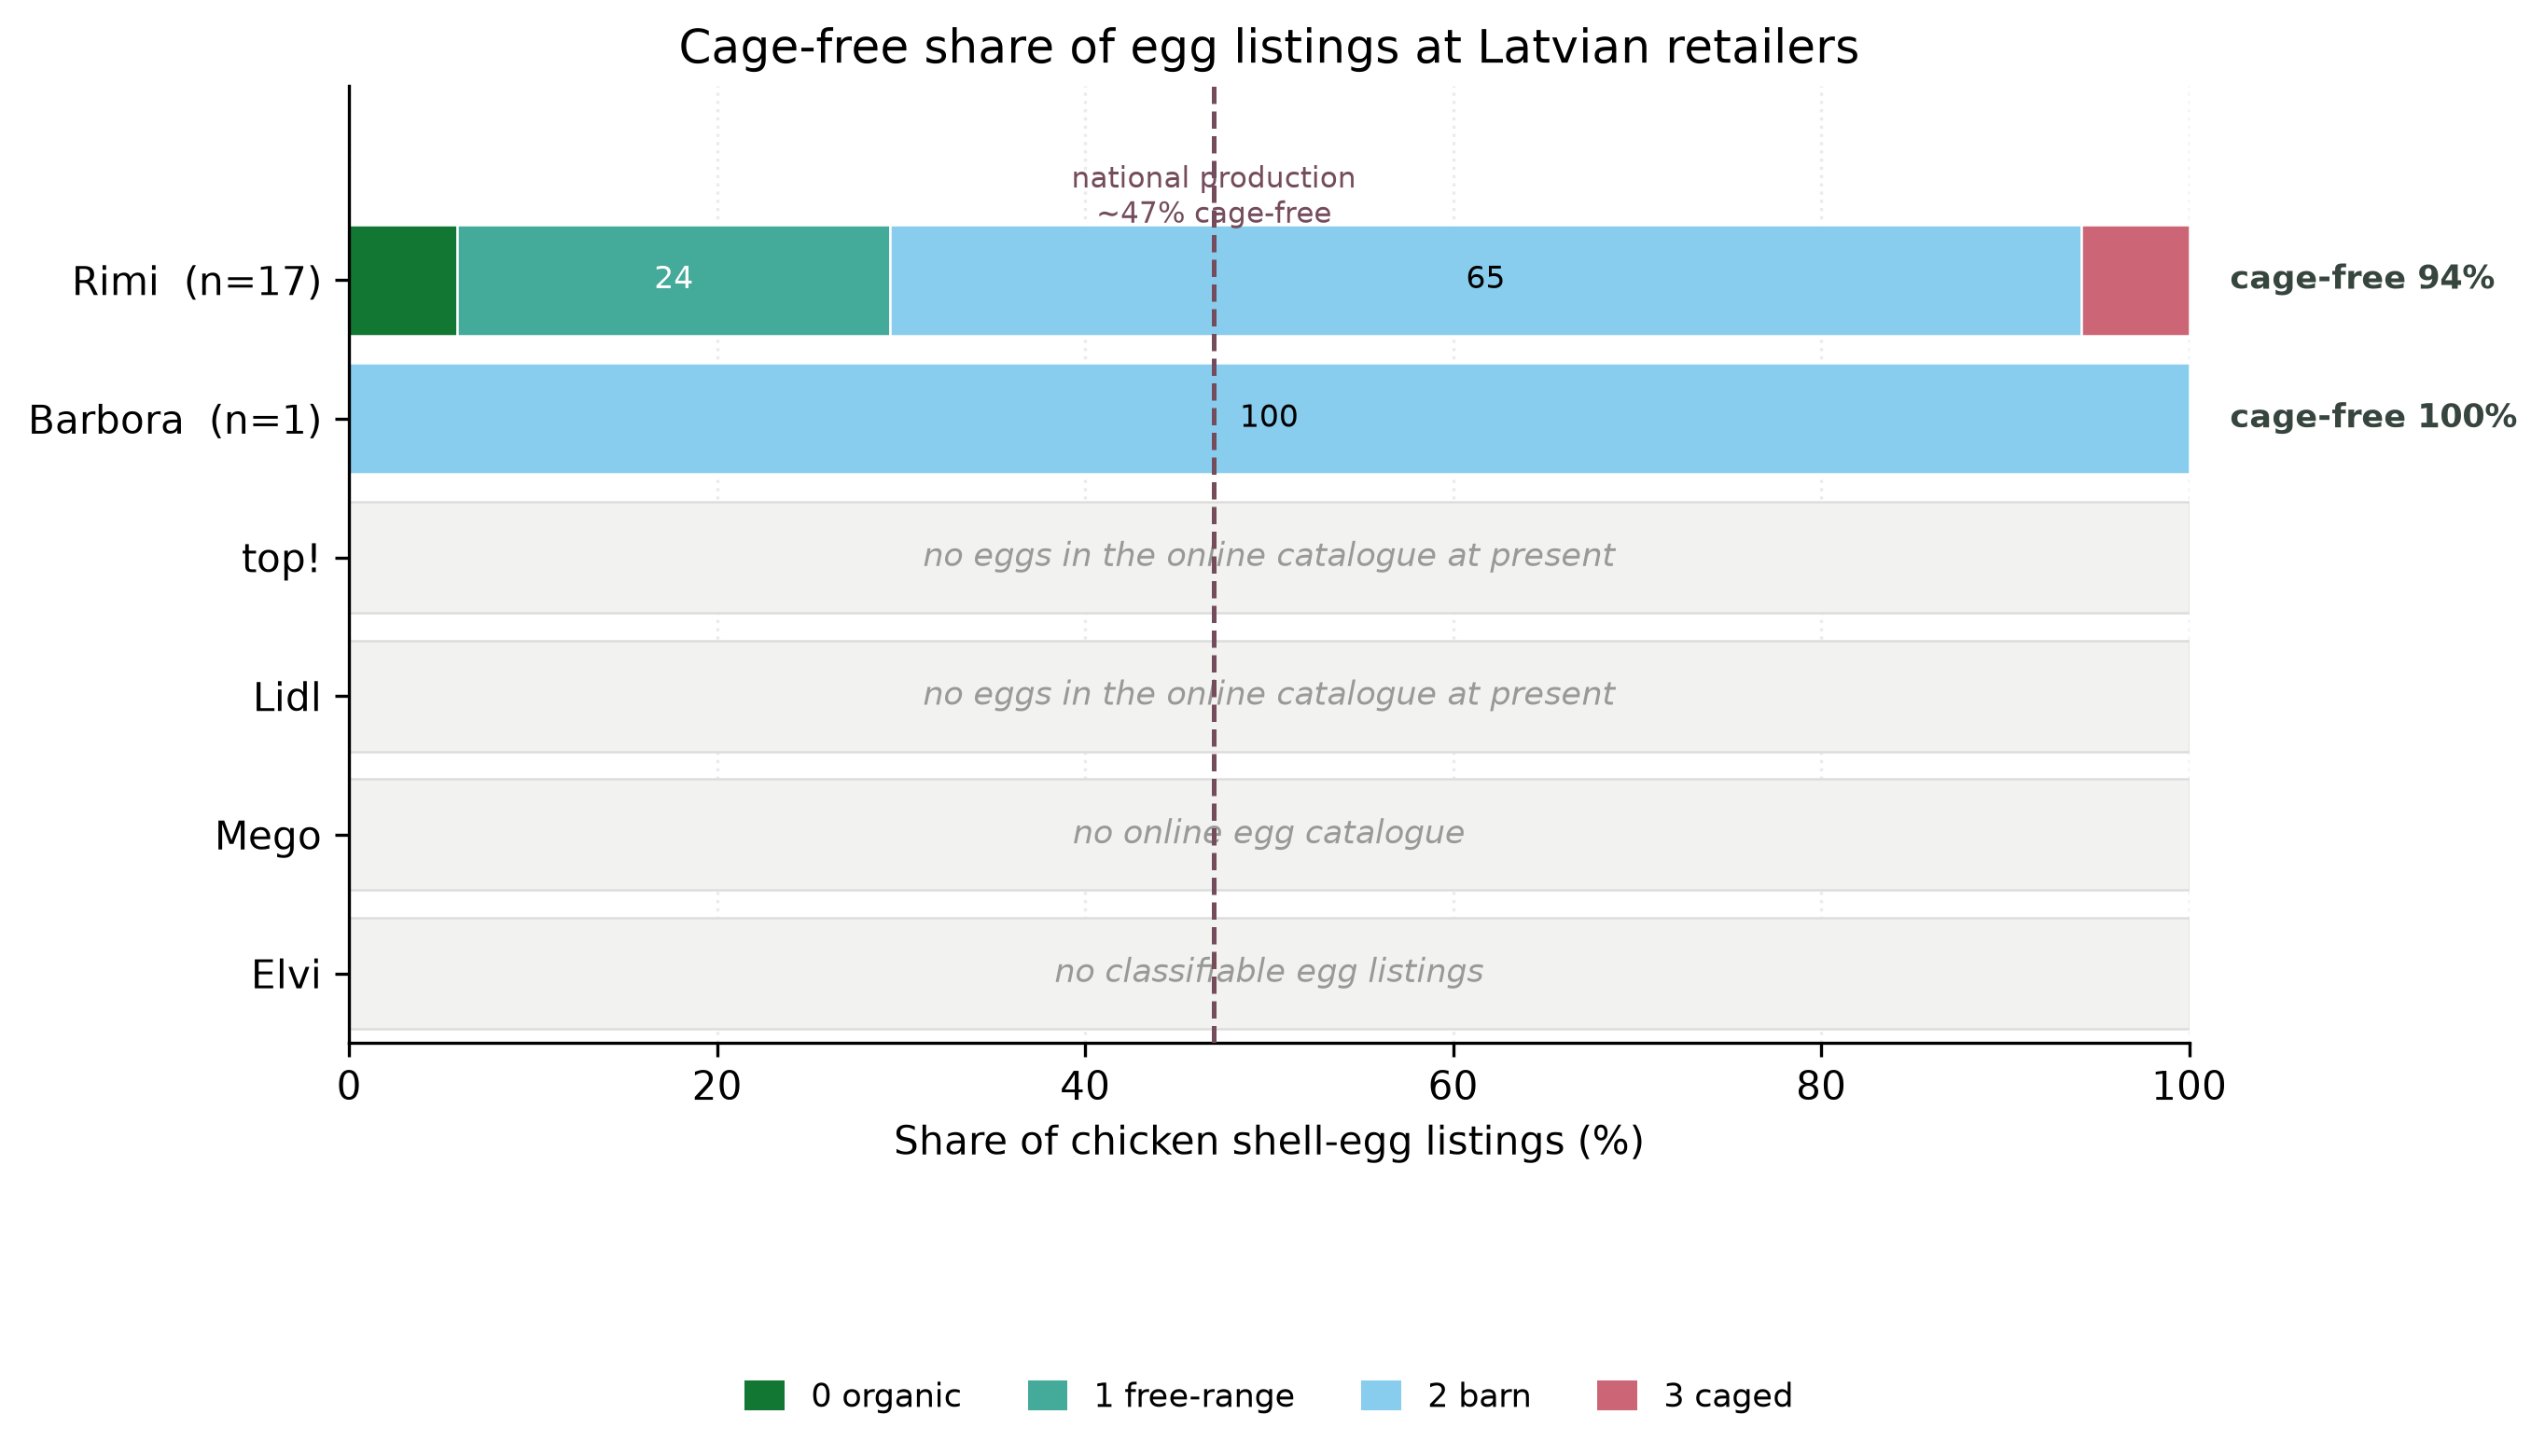 Cage-free share of egg listings at Latvian retailers
national production
~47% cage-free
Rimi (n=17)
24
65
cage-free 94%
Barbora (n=1)
100
cage-free 100%
top!
no eggs in the online catalogue at present
Lidl
no eggs in the online catalogue at present
Mego
no online egg catalogue
Elvi
no classifiable egg listings
0 20 40 60 80 100
Share of chicken shell-egg listings (%)
0 organic 1 free-range 2 barn 3 caged